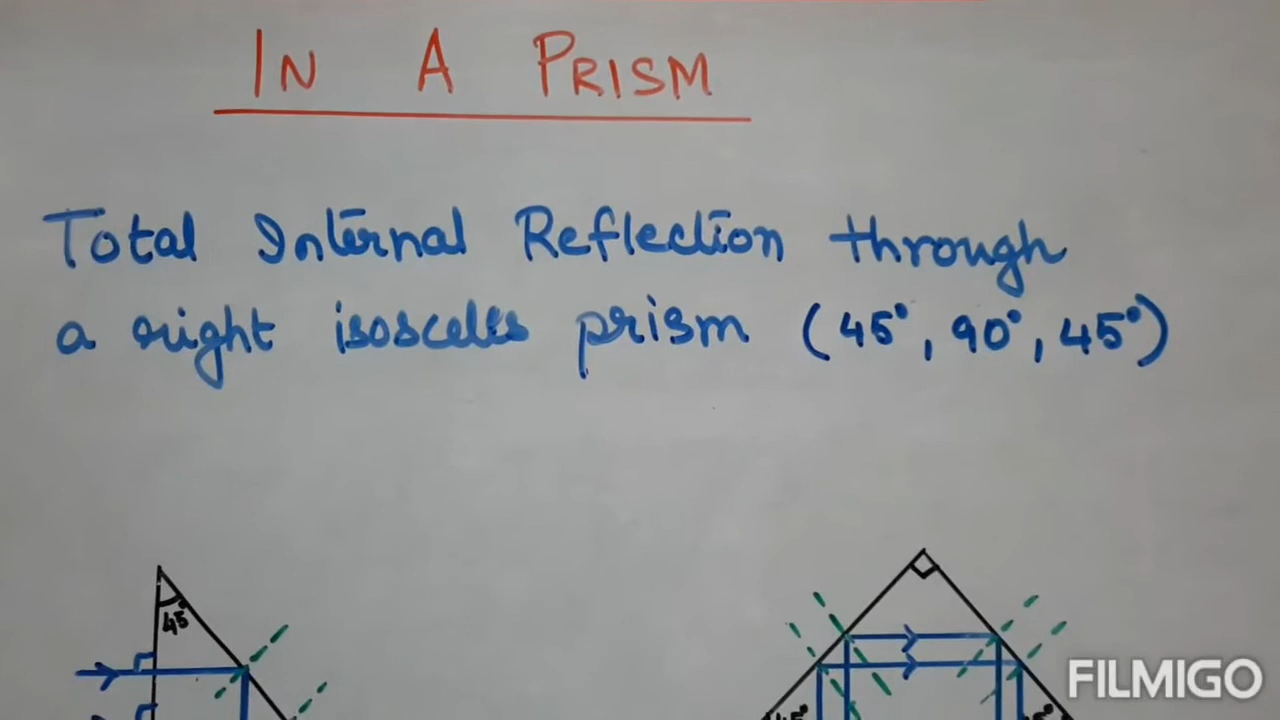 IN A PRISM
Total Internal Reflection through
a right isosceles prism (45°, 90°, 45°)
45°
FILMIGO